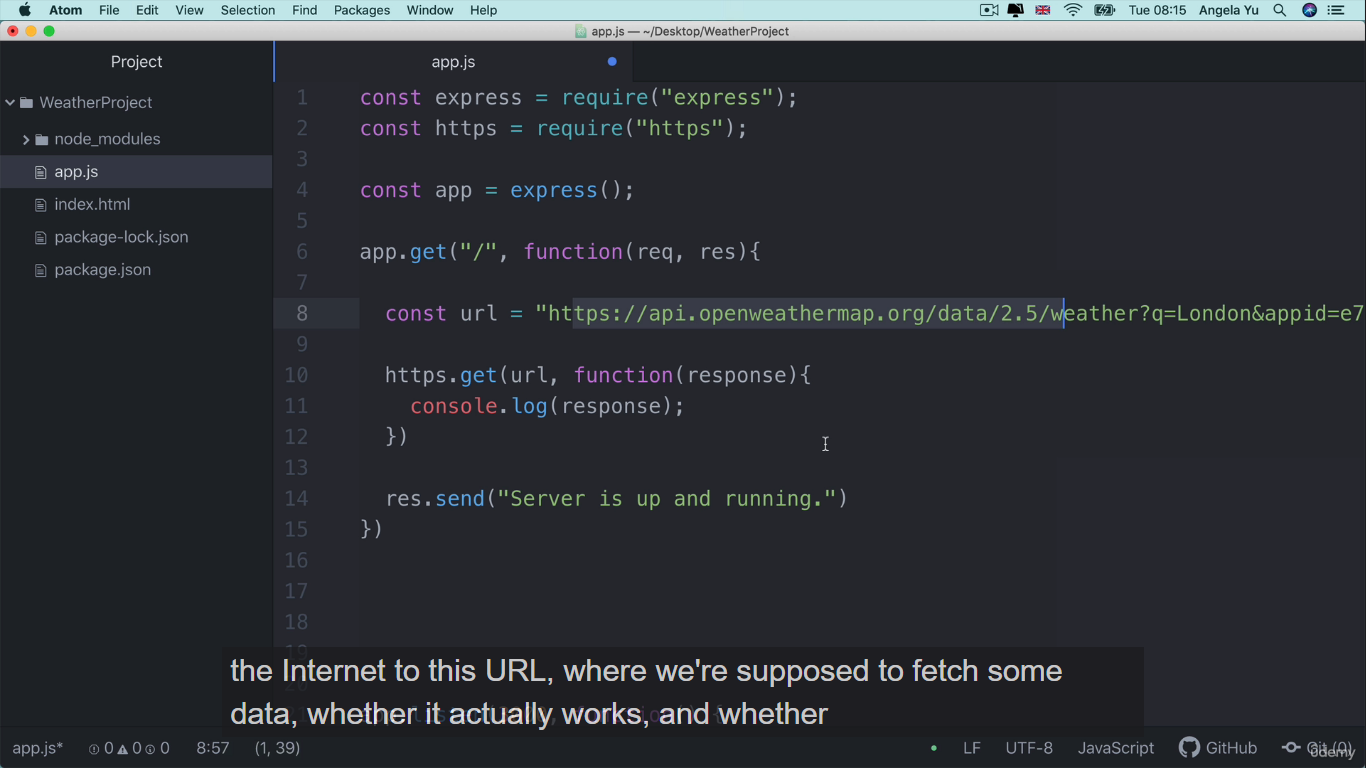 Atom File Edit View Selection Find Packages Window Help Tue 08:15 Angela Yu
app.js — ~/Desktop/WeatherProject
Project
WeatherProject
node_modules
app.js
index.html
package-lock.json
package.json
app.js
1 const express = require("express");
2 const https = require("https");
3
4 const app = express();
5
6 app.get("/", function(req, res){
7
8 const url = "https://api.openweathermap.org/data/2.5/weather?q=London&appid=e7
9
10 https.get(url, function(response){
11 console.log(response);
12 })
13
14 res.send("Server is up and running.")
15 })
16
17
18
19
the Internet to this URL, where we're supposed to fetch some
data, whether it actually works, and whether
app.js* 0 0 0 8:57 (1, 39) LF UTF-8 JavaScript GitHub Git (0)
udemy